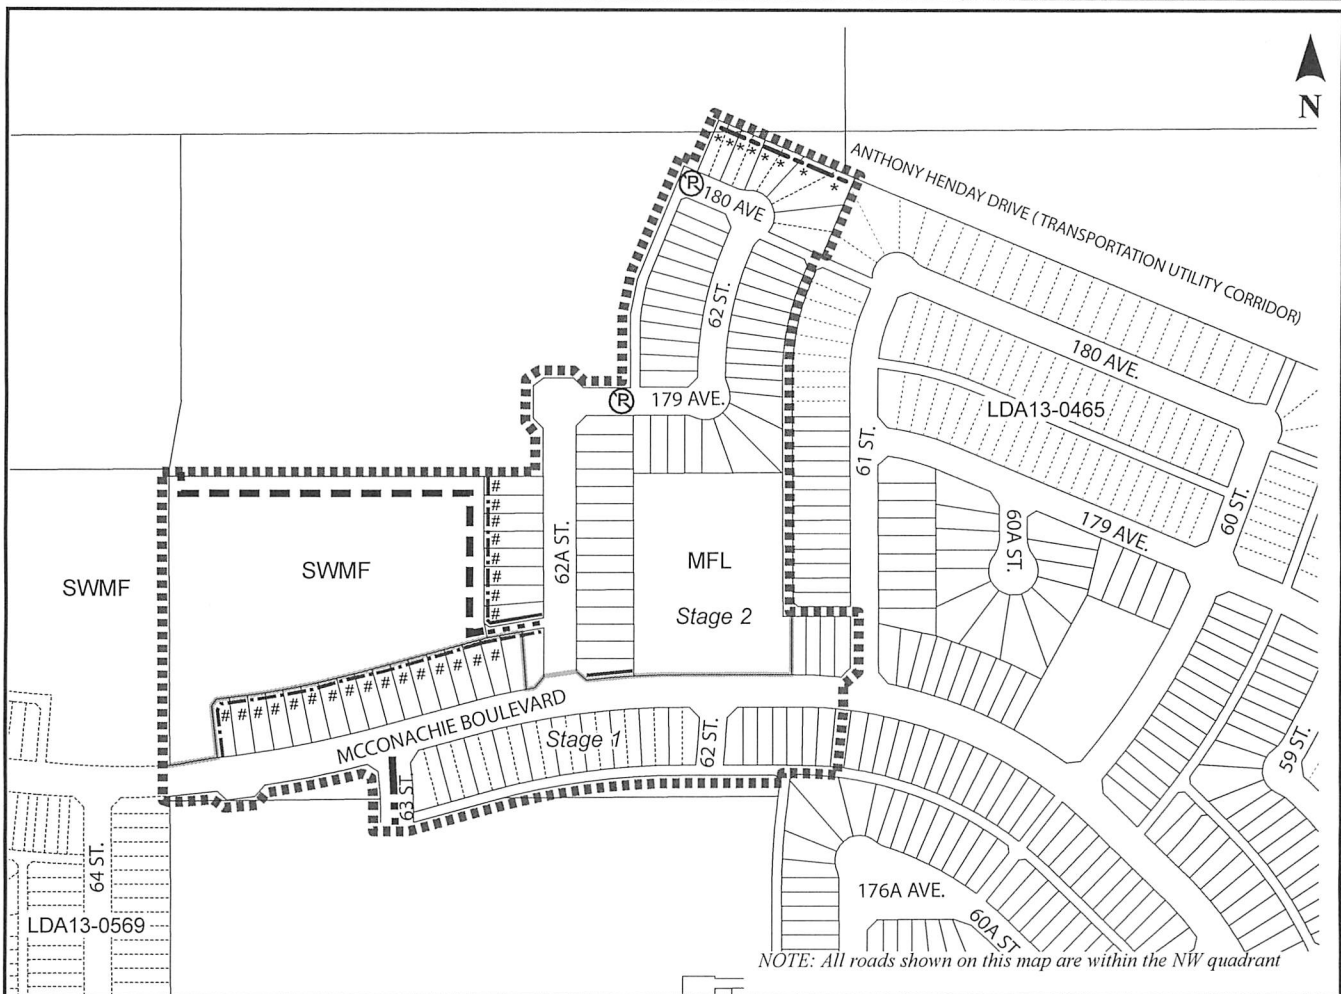 N
ANTHONY HENDAY DRIVE (TRANSPORTATION UTILITY CORRIDOR)
* * * * * * * *
P
180 AVE
62 ST.
180 AVE.
P
179 AVE.
LDA13-0465
61 ST.
60 ST.
60A ST.
179 AVE.
#
#
#
#
#
#
#
#
62A ST.
SWMF
SWMF
MFL
Stage 2
# # # # # # # # # # # # # # # # #
MCCONACHIE BOULEVARD
Stage 1
62 ST.
63 ST
59 ST.
64 ST.
176A AVE.
60A ST
LDA13-0569
NOTE: All roads shown on this map are within the NW quadrant